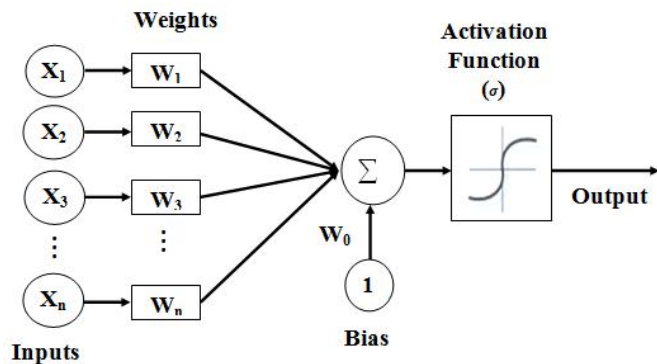 Weights
Activation
Function
(σ)
X1
W1
X2
W2
X3
W3
⋮
⋮
Σ
Output
W0
Xn
Wn
1
Inputs
Bias